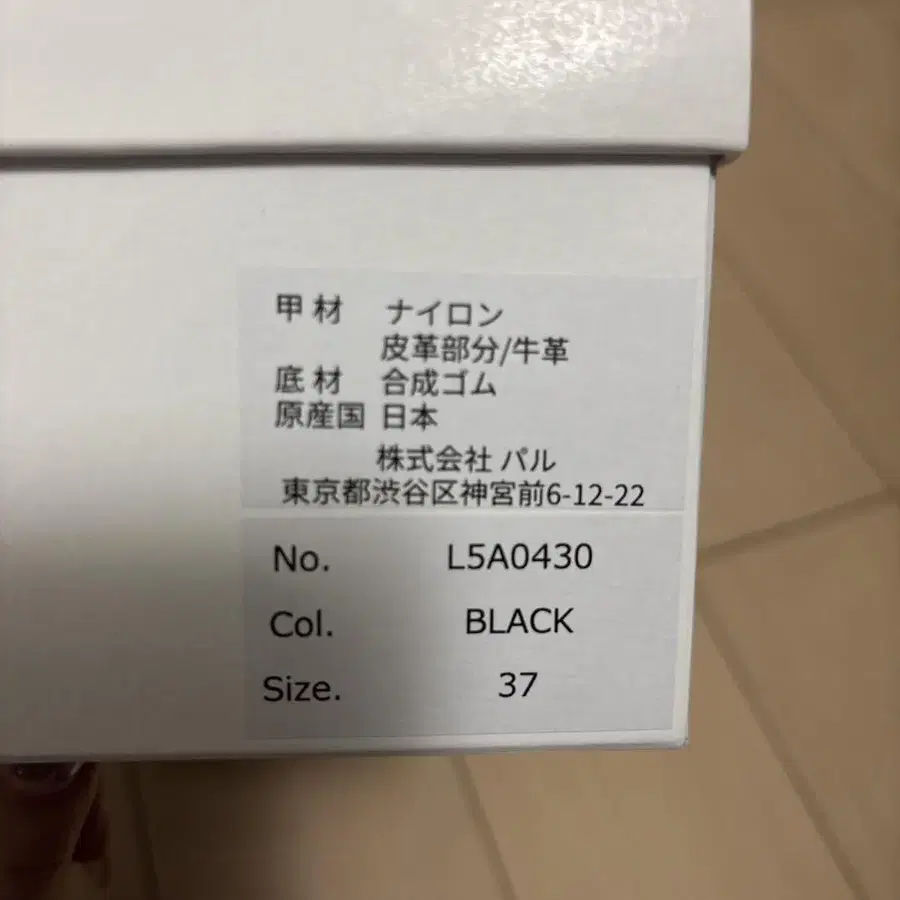 甲材 ナイロン
皮革部分/牛革
底材 合成ゴム
原産国 日本
株式会社 パル
東京都渋谷区神宮前6-12-22
No. L5A0430
Col. BLACK
Size. 37